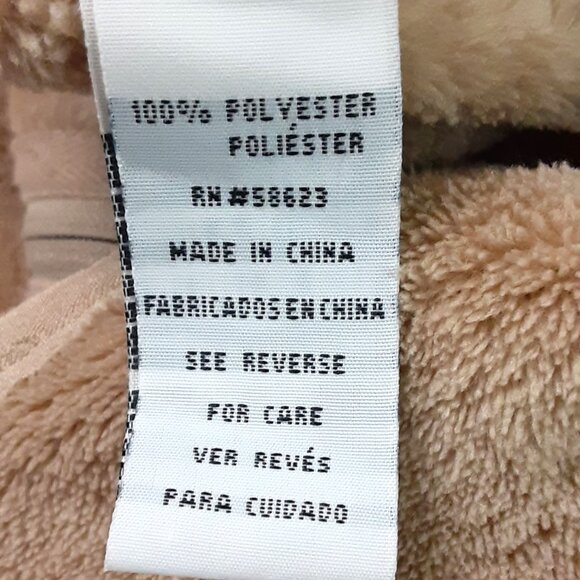 100% POLYESTER
POLIÉSTER
RN #58623
MADE IN CHINA
FABRICADOS EN CHINA
SEE REVERSE
FOR CARE
VER REVÉS
PARA CUIDADO